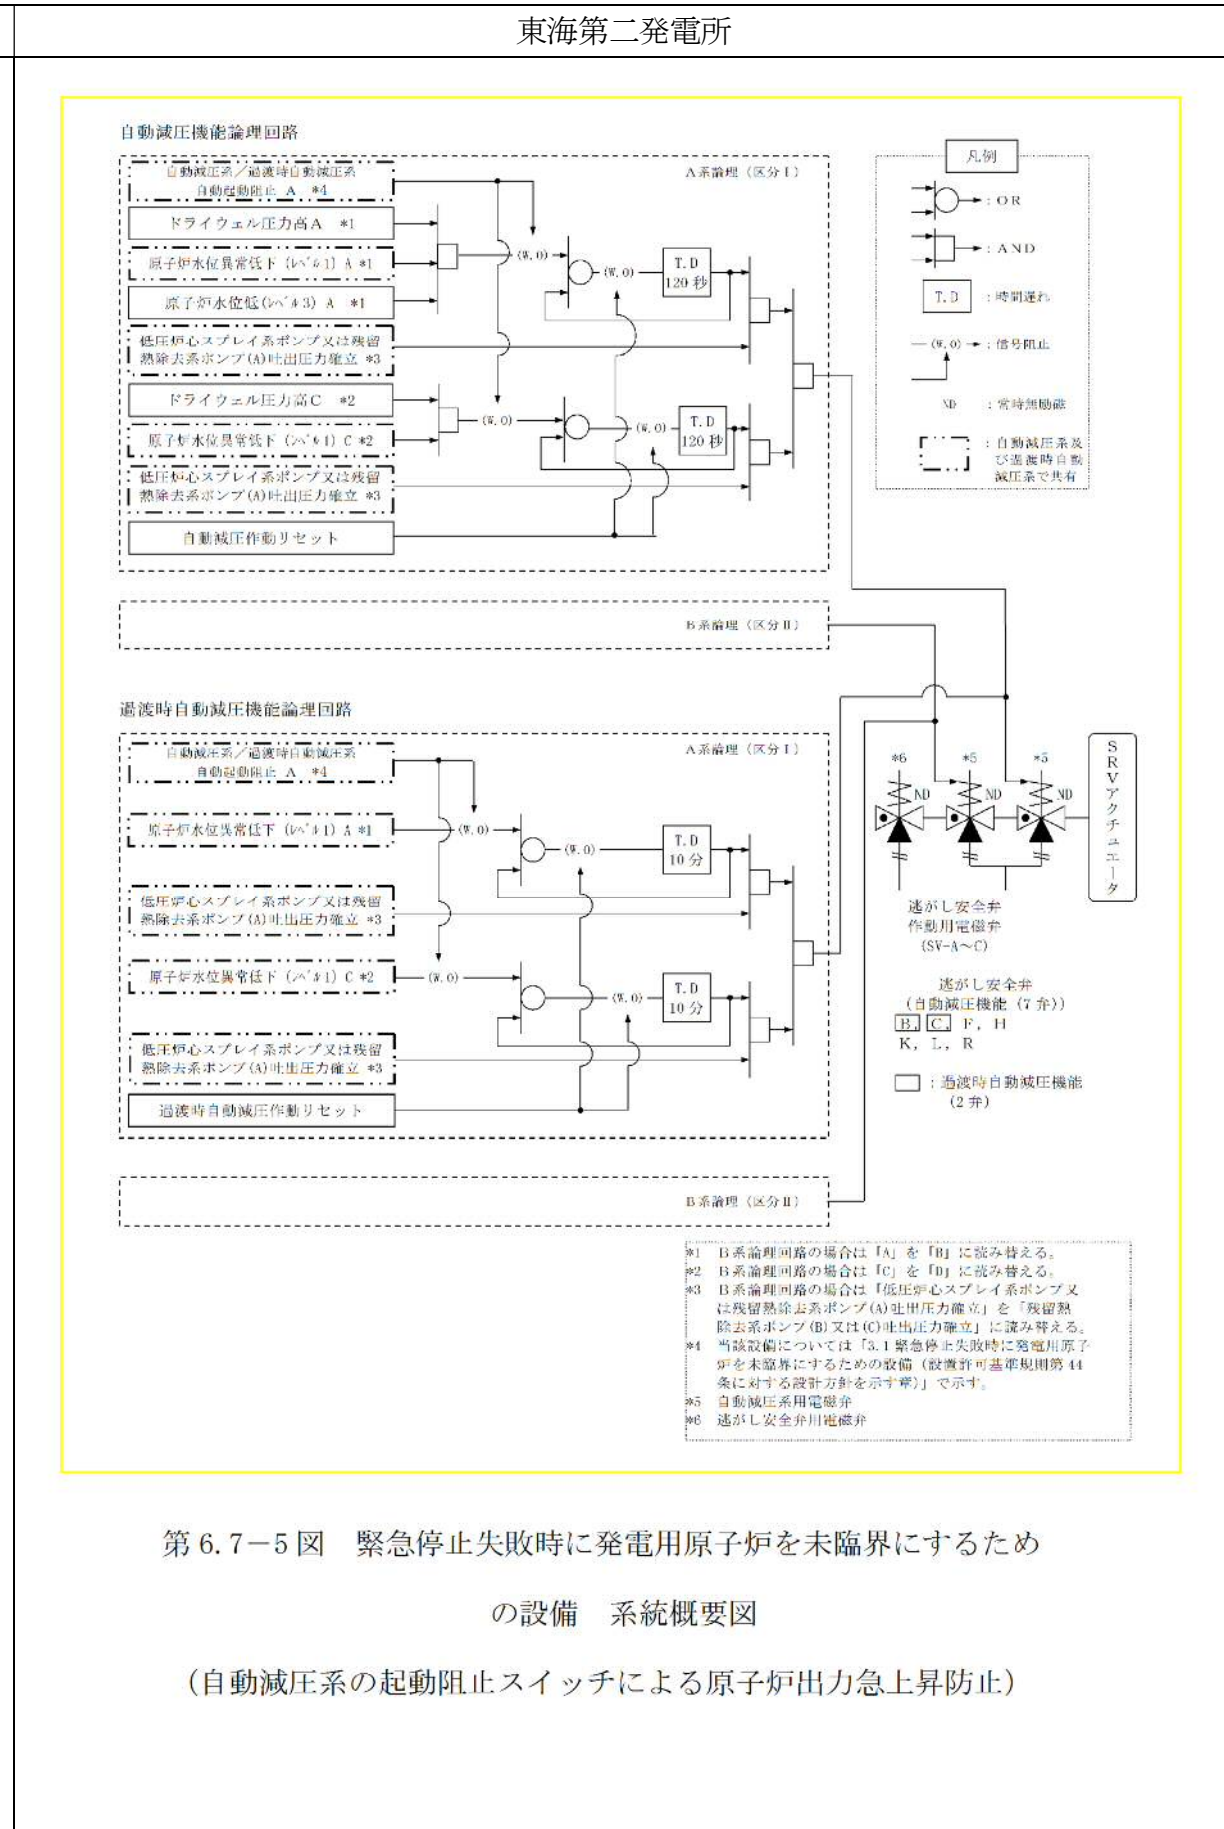 東海第二発電所
自動減圧機能論理回路
A系論理（区分Ⅰ）
自動減圧系／過渡時自動減圧系
自動起動阻止 A *4
ドライウェル圧力高A *1
原子炉水位異常低下（ﾚﾍﾞﾙ1）A *1
原子炉水位低(ﾚﾍﾞﾙ3) A *1
低圧炉心スプレイ系ポンプ又は残留
熱除去系ポンプ(A)吐出圧力確立 *3
ドライウェル圧力高C *2
原子炉水位異常低下（ﾚﾍﾞﾙ1）C *2
低圧炉心スプレイ系ポンプ又は残留
熱除去系ポンプ(A)吐出圧力確立 *3
自動減圧作動リセット
(W.O)
(W.O)
T.D
120秒
(W.O)
(W.O)
T.D
120秒
凡例
：OR
：AND
T.D ：時間遅れ
(W.O) ：信号阻止
ND ：常時無励磁
：自動減圧系及
び過渡時自動
減圧系で共有
B系論理（区分Ⅱ）
過渡時自動減圧機能論理回路
A系論理（区分Ⅰ）
自動減圧系／過渡時自動減圧系
自動起動阻止 A *4
原子炉水位異常低下（ﾚﾍﾞﾙ1）A *1
低圧炉心スプレイ系ポンプ又は残留
熱除去系ポンプ(A)吐出圧力確立 *3
原子炉水位異常低下（ﾚﾍﾞﾙ1）C *2
低圧炉心スプレイ系ポンプ又は残留
熱除去系ポンプ(A)吐出圧力確立 *3
過渡時自動減圧作動リセット
(W.O)
(W.O)
T.D
10分
(W.O)
(W.O)
T.D
10分
B系論理（区分Ⅱ）
*6 *5 *5
ND ND ND
SRVアクチュエータ
逃がし安全弁
作動用電磁弁
(SV-A～C)
逃がし安全弁
(自動減圧機能（7弁）)
B, C, F, H
K, L, R
：過渡時自動減圧機能
（2弁）
*1 B系論理回路の場合は「A」を「B」に読み替える。
*2 B系論理回路の場合は「C」を「D」に読み替える。
*3 B系論理回路の場合は「低圧炉心スプレイ系ポンプ又
は残留熱除去系ポンプ(A)吐出圧力確立」を「残留熱
除去系ポンプ(B)又は(C)吐出圧力確立」に読み替える。
*4 当該設備については「3.1 緊急停止失敗時に発電用原子
炉を未臨界にするための設備（設置許可基準規則第44
条に対する設計方針を示す章）」で示す。
*5 自動減圧系用電磁弁
*6 逃がし安全弁用電磁弁
第6.7－5図 緊急停止失敗時に発電用原子炉を未臨界にするため
の設備 系統概要図
（自動減圧系の起動阻止スイッチによる原子炉出力急上昇防止）